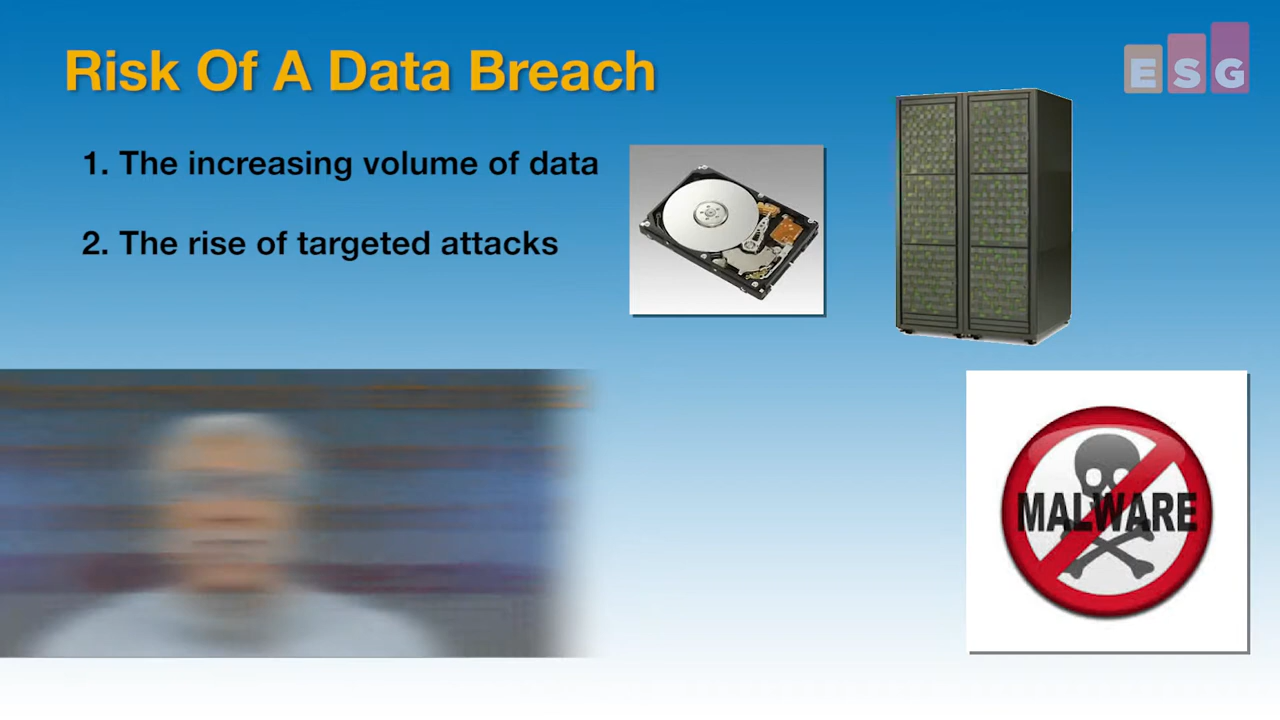 Risk Of A Data Breach
ESG
1. The increasing volume of data
2. The rise of targeted attacks
MALWARE